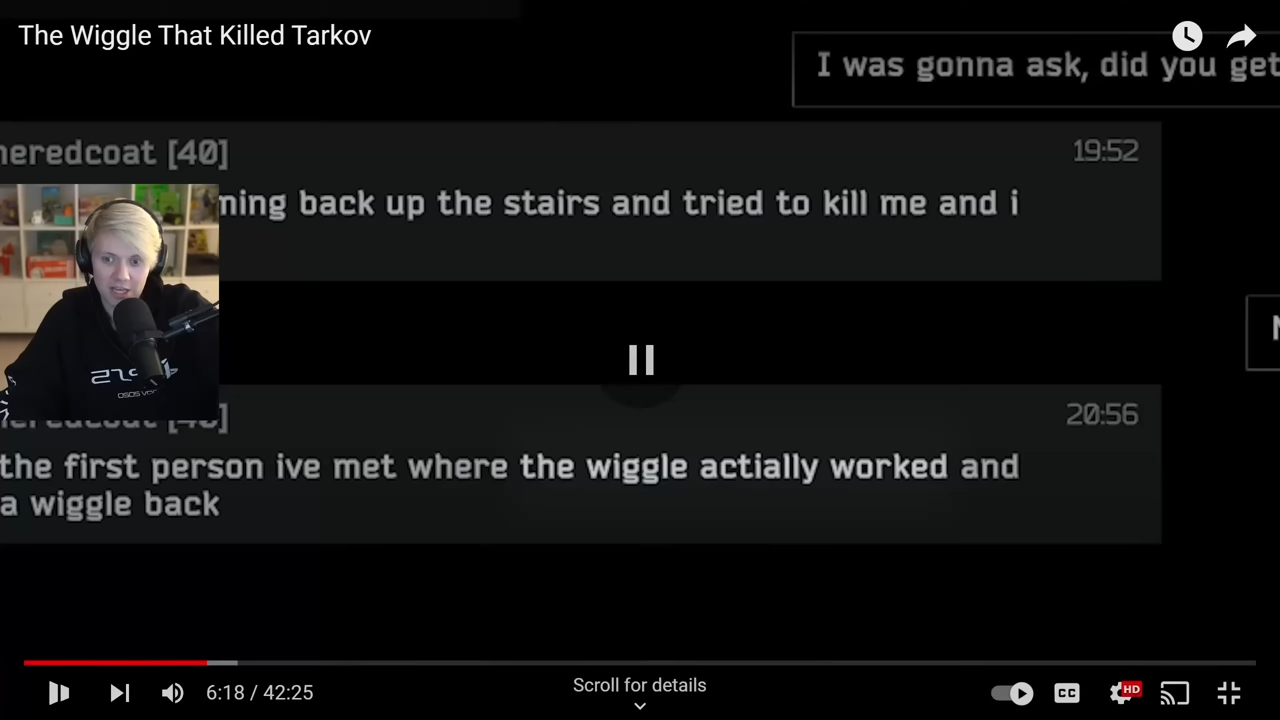 The Wiggle That Killed Tarkov
I was gonna ask, did you get
heredcoat [40]
19:52
ming back up the stairs and tried to kill me and i
20:56
the first person ive met where the wiggle actially worked and
a wiggle back
6:18 / 42:25
Scroll for details
CC
HD